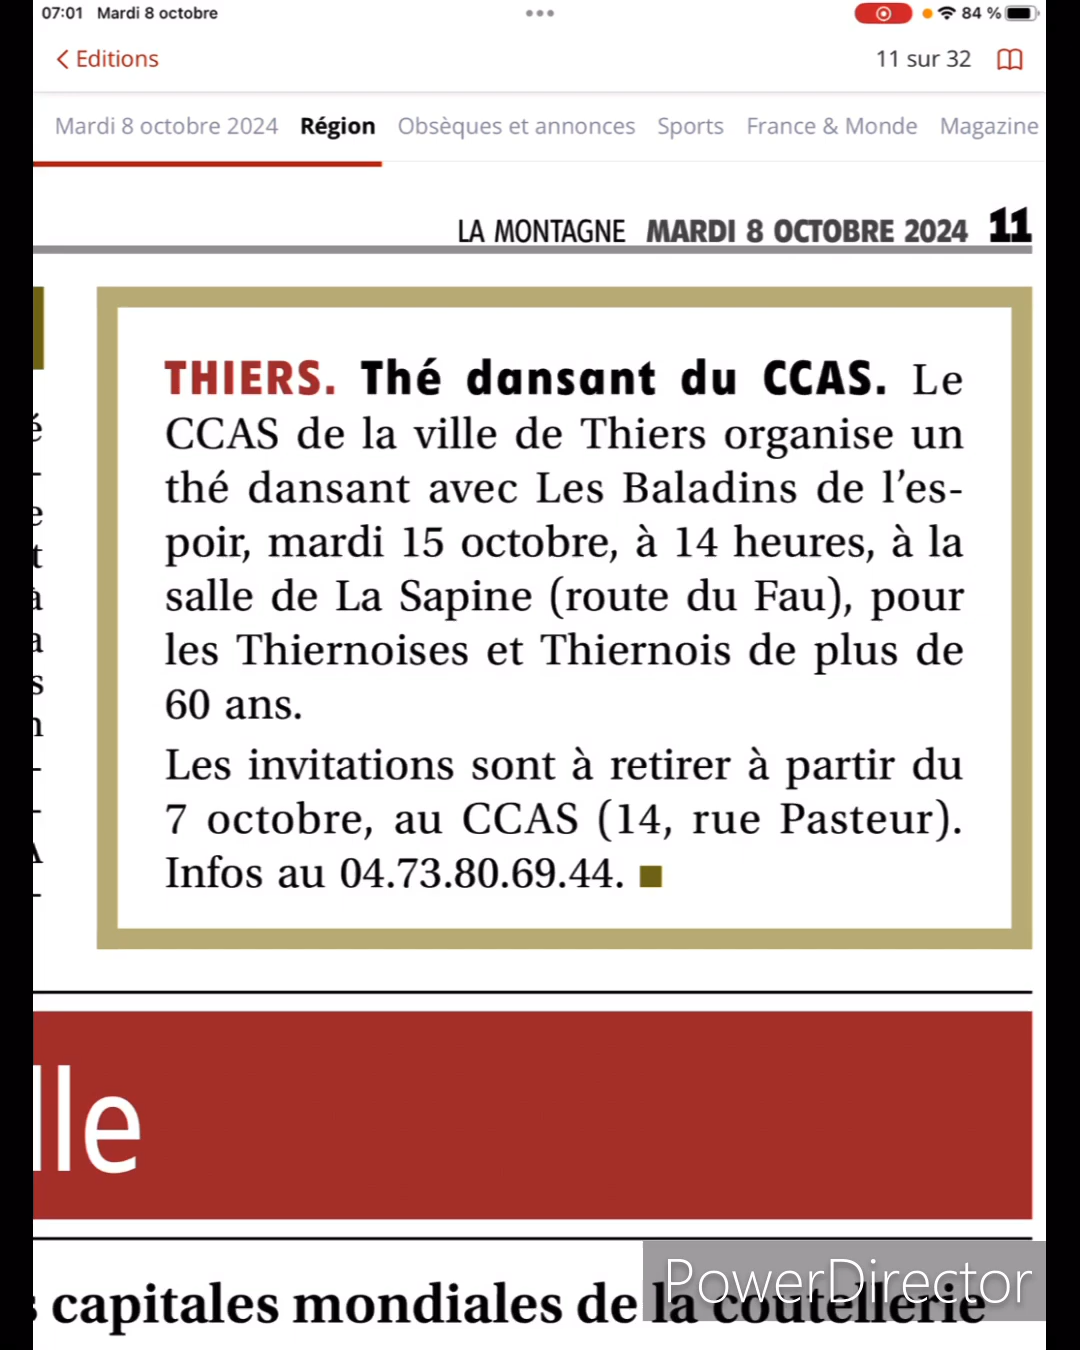 07:01 Mardi 8 octobre
84 %
Editions
11 sur 32
Mardi 8 octobre 2024 Région Obsèques et annonces Sports France & Monde Magazine
LA MONTAGNE MARDI 8 OCTOBRE 2024 11
THIERS. Thé dansant du CCAS. Le
CCAS de la ville de Thiers organise un
thé dansant avec Les Baladins de l’es-
poir, mardi 15 octobre, à 14 heures, à la
salle de La Sapine (route du Fau), pour
les Thiernoises et Thiernois de plus de
60 ans.
Les invitations sont à retirer à partir du
7 octobre, au CCAS (14, rue Pasteur).
Infos au 04.73.80.69.44.
lle
capitales mondiales de la coutellerie
PowerDirector